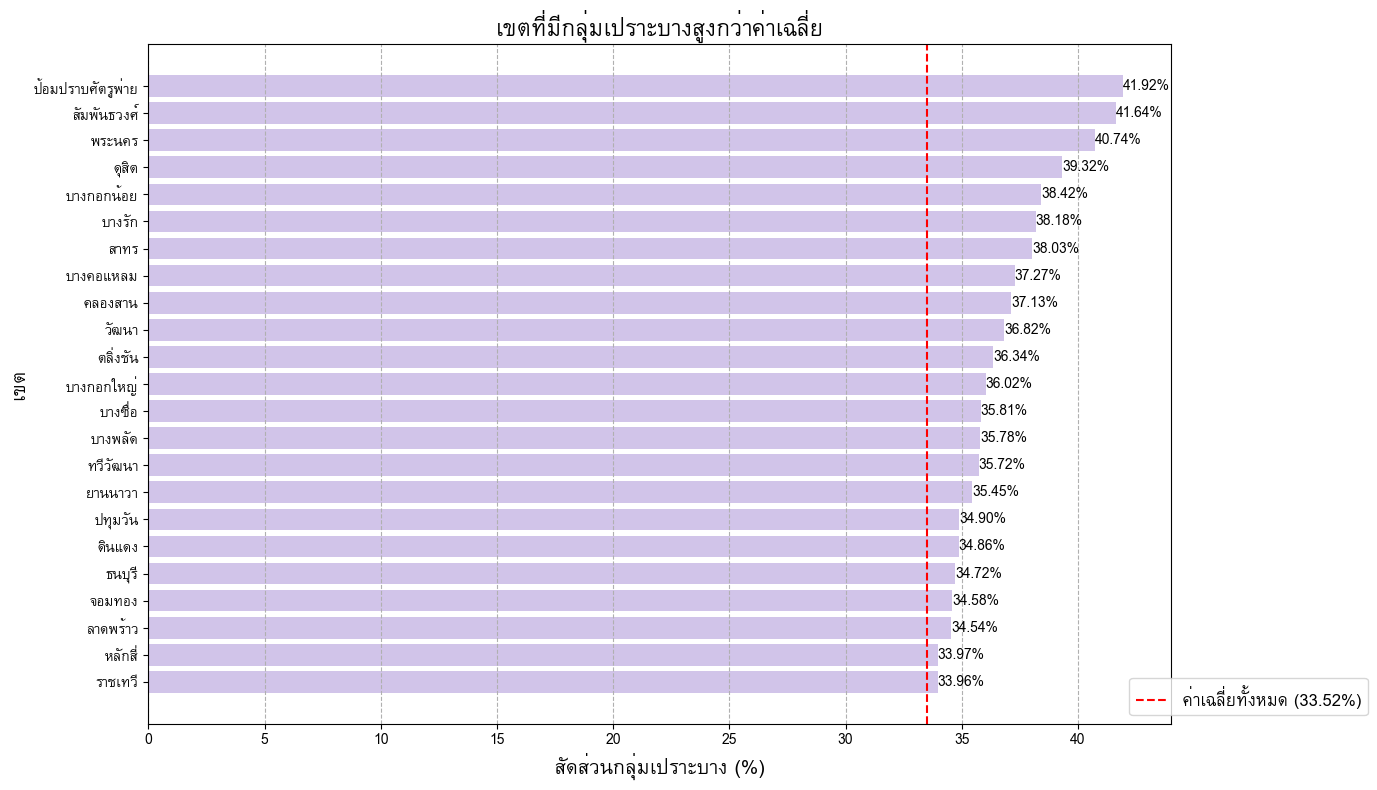 เขตที่มีกลุ่มเปราะบางสูงกว่าค่าเฉลี่ย
เขต
ป้อมปราบศัตรูพ่าย 41.92%
สัมพันธวงศ์ 41.64%
พระนคร 40.74%
ดุสิต 39.32%
บางกอกน้อย 38.42%
บางรัก 38.18%
สาทร 38.03%
บางคอแหลม 37.27%
คลองสาน 37.13%
วัฒนา 36.82%
ตลิ่งชัน 36.34%
บางกอกใหญ่ 36.02%
บางซื่อ 35.81%
บางพลัด 35.78%
ทวีวัฒนา 35.72%
ยานนาวา 35.45%
ปทุมวัน 34.90%
ดินแดง 34.86%
ธนบุรี 34.72%
จอมทอง 34.58%
ลาดพร้าว 34.54%
หลักสี่ 33.97%
ราชเทวี 33.96%
ค่าเฉลี่ยทั้งหมด (33.52%)
0 5 10 15 20 25 30 35 40
สัดส่วนกลุ่มเปราะบาง (%)